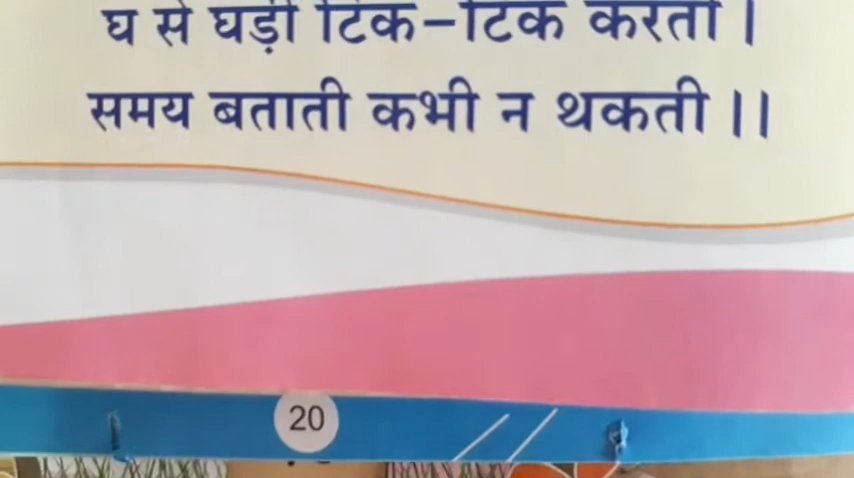 घ से घड़ी टिक–टिक करती।
समय बताती कभी न थकती।।
20